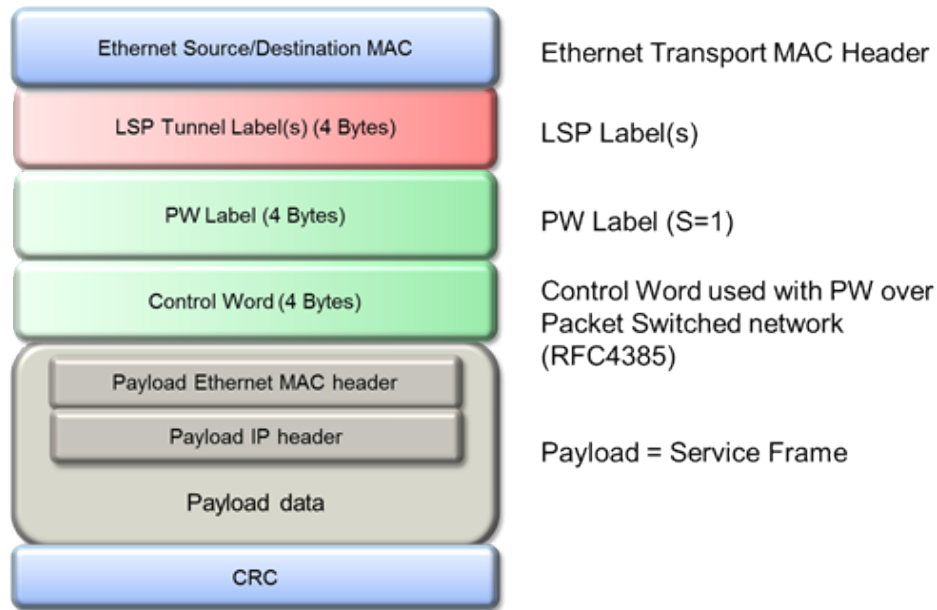 Ethernet Source/Destination MAC
Ethernet Transport MAC Header
LSP Tunnel Label(s) (4 Bytes)
LSP Label(s)
PW Label (4 Bytes)
PW Label (S=1)
Control Word (4 Bytes)
Control Word used with PW over
Packet Switched network
(RFC4385)
Payload Ethernet MAC header
Payload IP header
Payload data
Payload = Service Frame
CRC